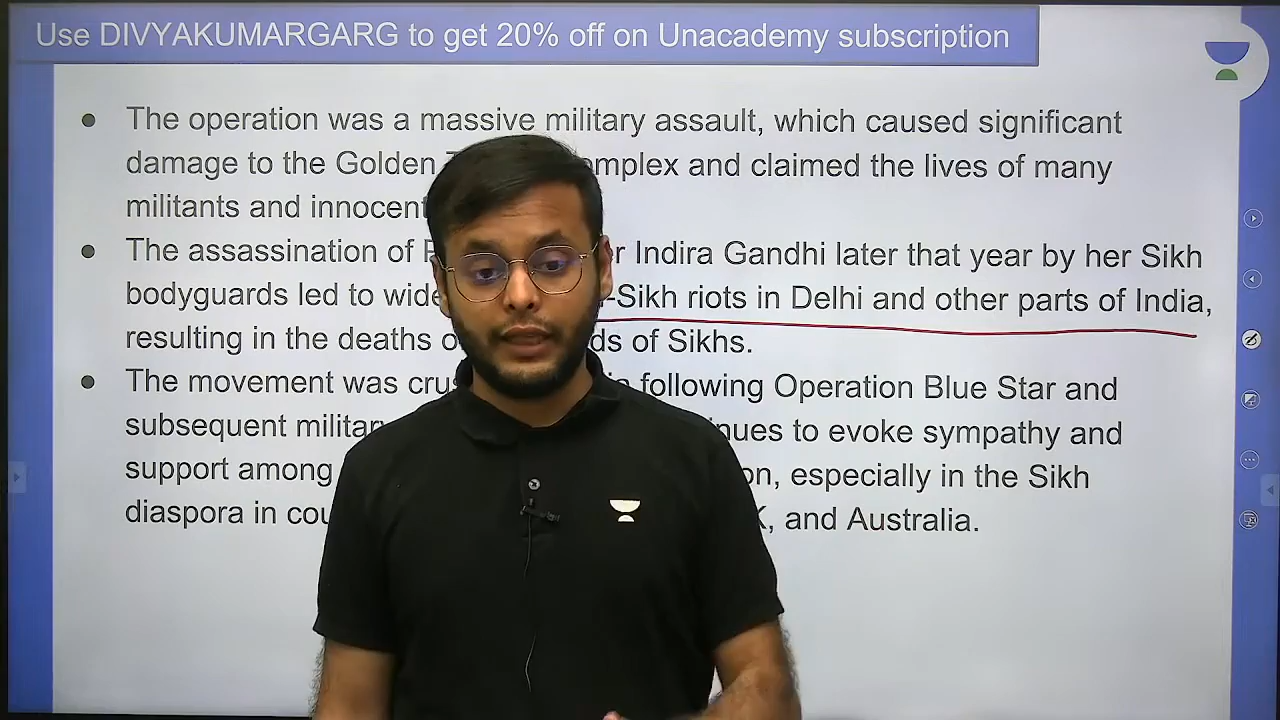 Use DIVYAKUMARGARG to get 20% off on Unacademy subscription
The operation was a massive military assault, which caused significant
damage to the Golden mplex and claimed the lives of many
militants and innocent
The assassination of r Indira Gandhi later that year by her Sikh
bodyguards led to wide -Sikh riots in Delhi and other parts of India,
resulting in the deaths o ds of Sikhs.
The movement was crus following Operation Blue Star and
subsequent military nues to evoke sympathy and
support among on, especially in the Sikh
diaspora in cou K, and Australia.